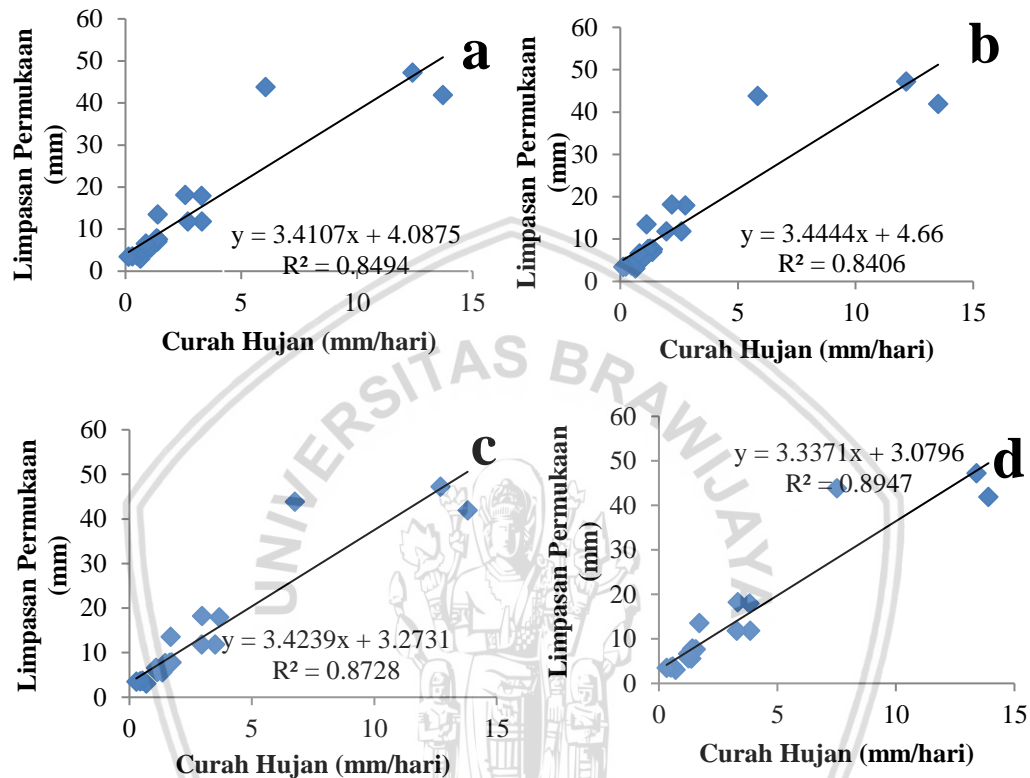 a
Limpasan Permukaan
(mm)
60
50
40
30
20
10
0
y = 3.4107x + 4.0875
R² = 0.8494
0 5 10 15
Curah Hujan (mm/hari)
b
Limpasan Permukaan
(mm)
60
50
40
30
20
10
0
y = 3.4444x + 4.66
R² = 0.8406
0 5 10 15
Curah Hujan (mm/hari)
UNIVERSITAS BRAWIJAYA
c
Limpasan Permukaan
(mm)
60
50
40
30
20
10
0
y = 3.4239x + 3.2731
R² = 0.8728
0 5 10 15
Curah Hujan (mm/hari)
d
Limpasan Permukaan
(mm)
60
50
40
30
20
10
0
y = 3.3371x + 3.0796
R² = 0.8947
0 5 10 15
Curah Hujan (mm/hari)